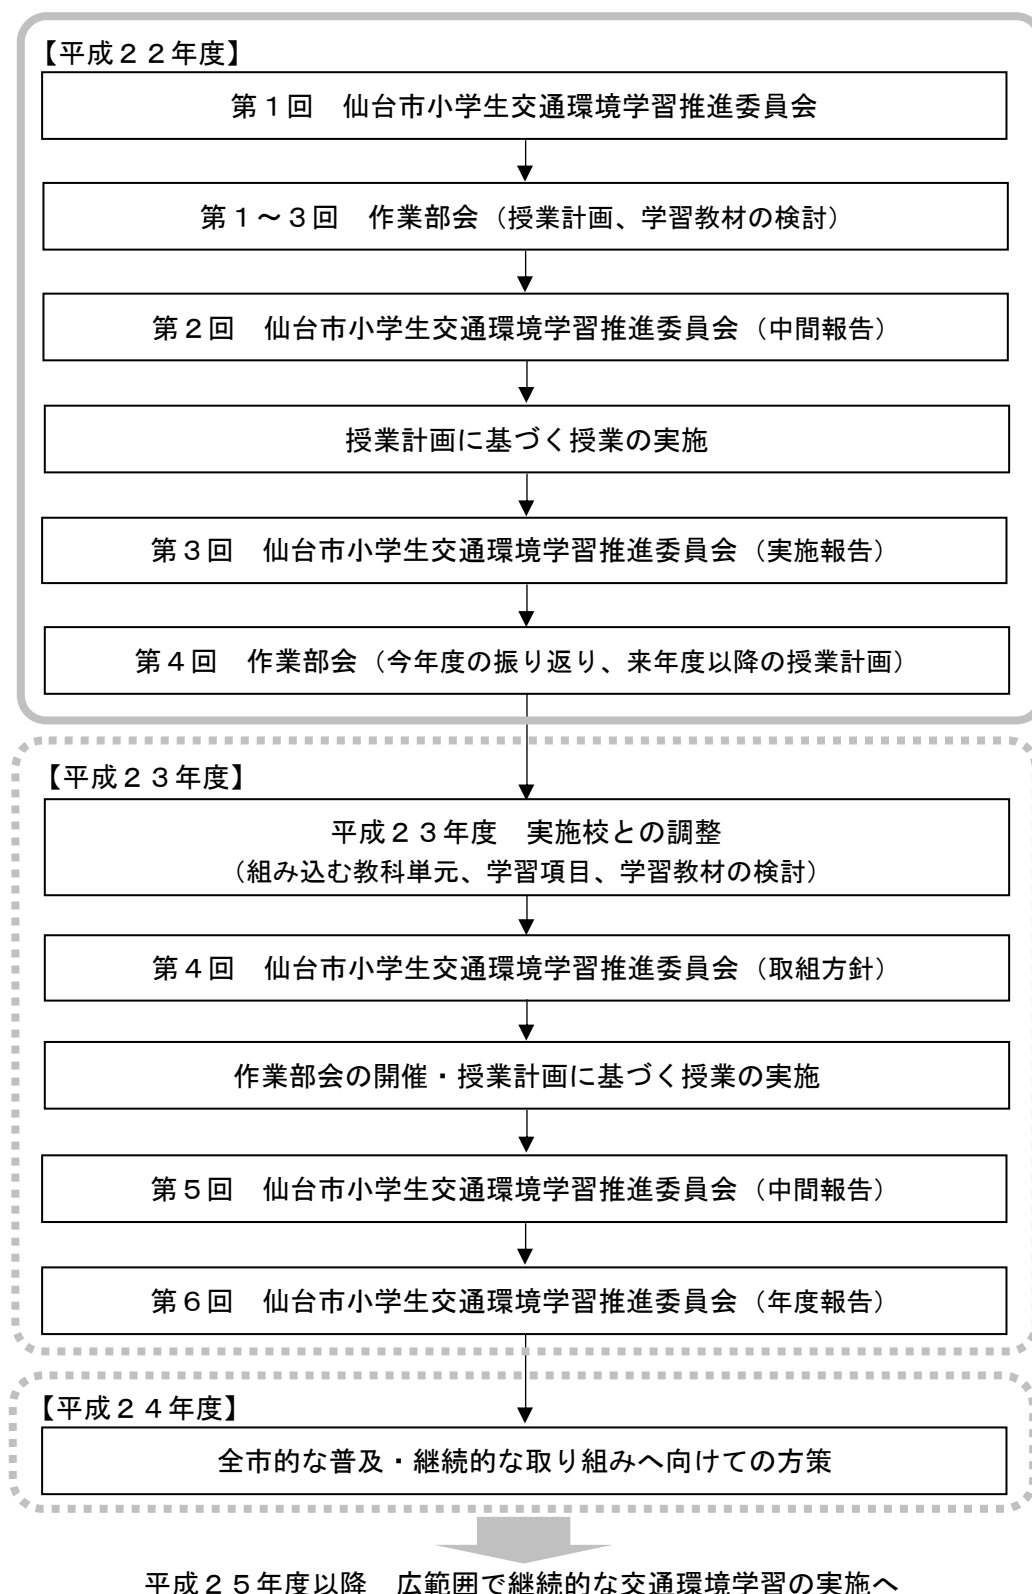 【平成２２年度】
第１回　仙台市小学生交通環境学習推進委員会
第１～３回　作業部会（授業計画、学習教材の検討）
第２回　仙台市小学生交通環境学習推進委員会（中間報告）
授業計画に基づく授業の実施
第３回　仙台市小学生交通環境学習推進委員会（実施報告）
第４回　作業部会（今年度の振り返り、来年度以降の授業計画）
【平成２３年度】
平成２３年度　実施校との調整
（組み込む教科単元、学習項目、学習教材の検討）
第４回　仙台市小学生交通環境学習推進委員会（取組方針）
作業部会の開催・授業計画に基づく授業の実施
第５回　仙台市小学生交通環境学習推進委員会（中間報告）
第６回　仙台市小学生交通環境学習推進委員会（年度報告）
【平成２４年度】
全市的な普及・継続的な取り組みへ向けての方策
平成２５年度以降　広範囲で継続的な交通環境学習の実施へ